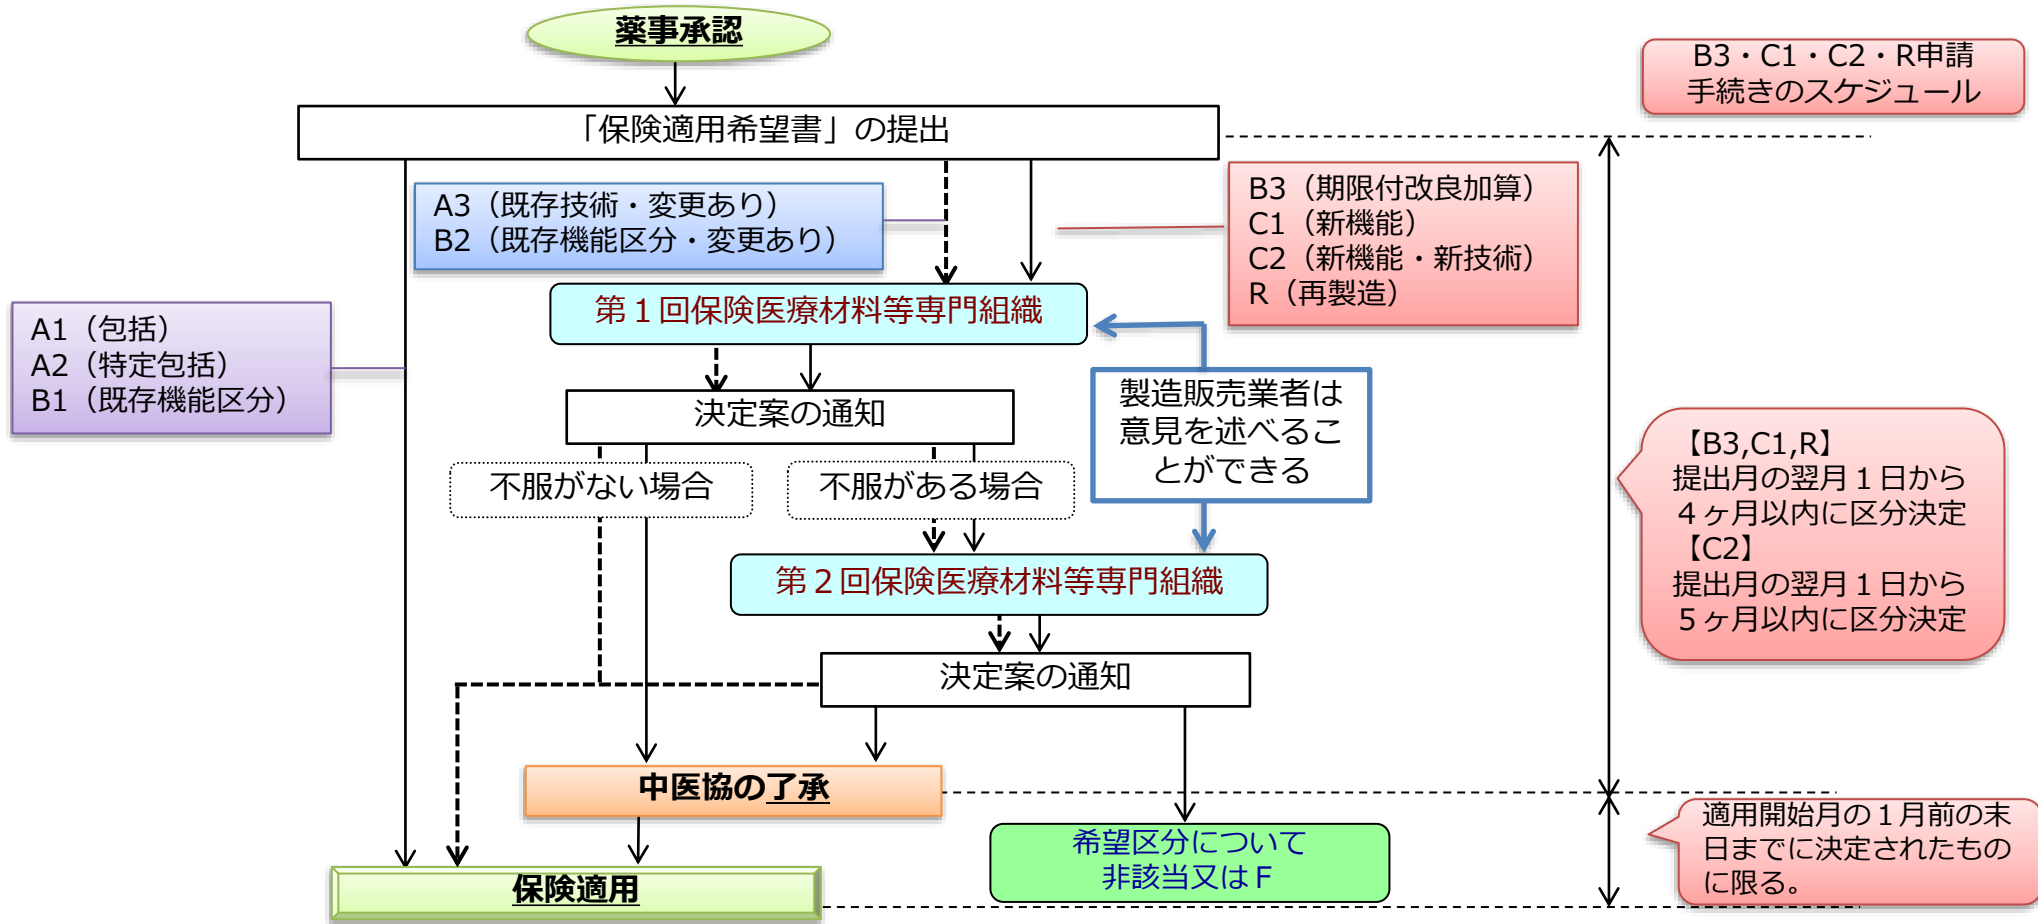 薬事承認
B3・C1・C2・R申請
手続きのスケジュール
「保険適用希望書」の提出
A3（既存技術・変更あり）
B2（既存機能区分・変更あり）
B3（期限付改良加算）
C1（新機能）
C2（新機能・新技術）
R（再製造）
第１回保険医療材料等専門組織
A1（包括）
A2（特定包括）
B1（既存機能区分）
製造販売業者は
意見を述べるこ
とができる
決定案の通知
不服がない場合
不服がある場合
【B3,C1,R】
提出月の翌月１日から
４ヶ月以内に区分決定
【C2】
提出月の翌月１日から
５ヶ月以内に区分決定
第２回保険医療材料等専門組織
決定案の通知
中医協の了承
適用開始月の１月前の末
日までに決定されたもの
に限る。
希望区分について
非該当又はＦ
保険適用